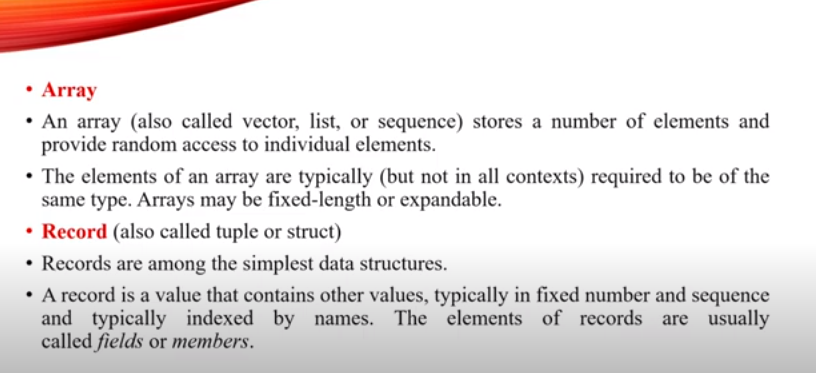 • Array
• An array (also called vector, list, or sequence) stores a number of elements and
provide random access to individual elements.
• The elements of an array are typically (but not in all contexts) required to be of the
same type. Arrays may be fixed-length or expandable.
• Record (also called tuple or struct)
• Records are among the simplest data structures.
• A record is a value that contains other values, typically in fixed number and sequence
and typically indexed by names. The elements of records are usually
called fields or members.